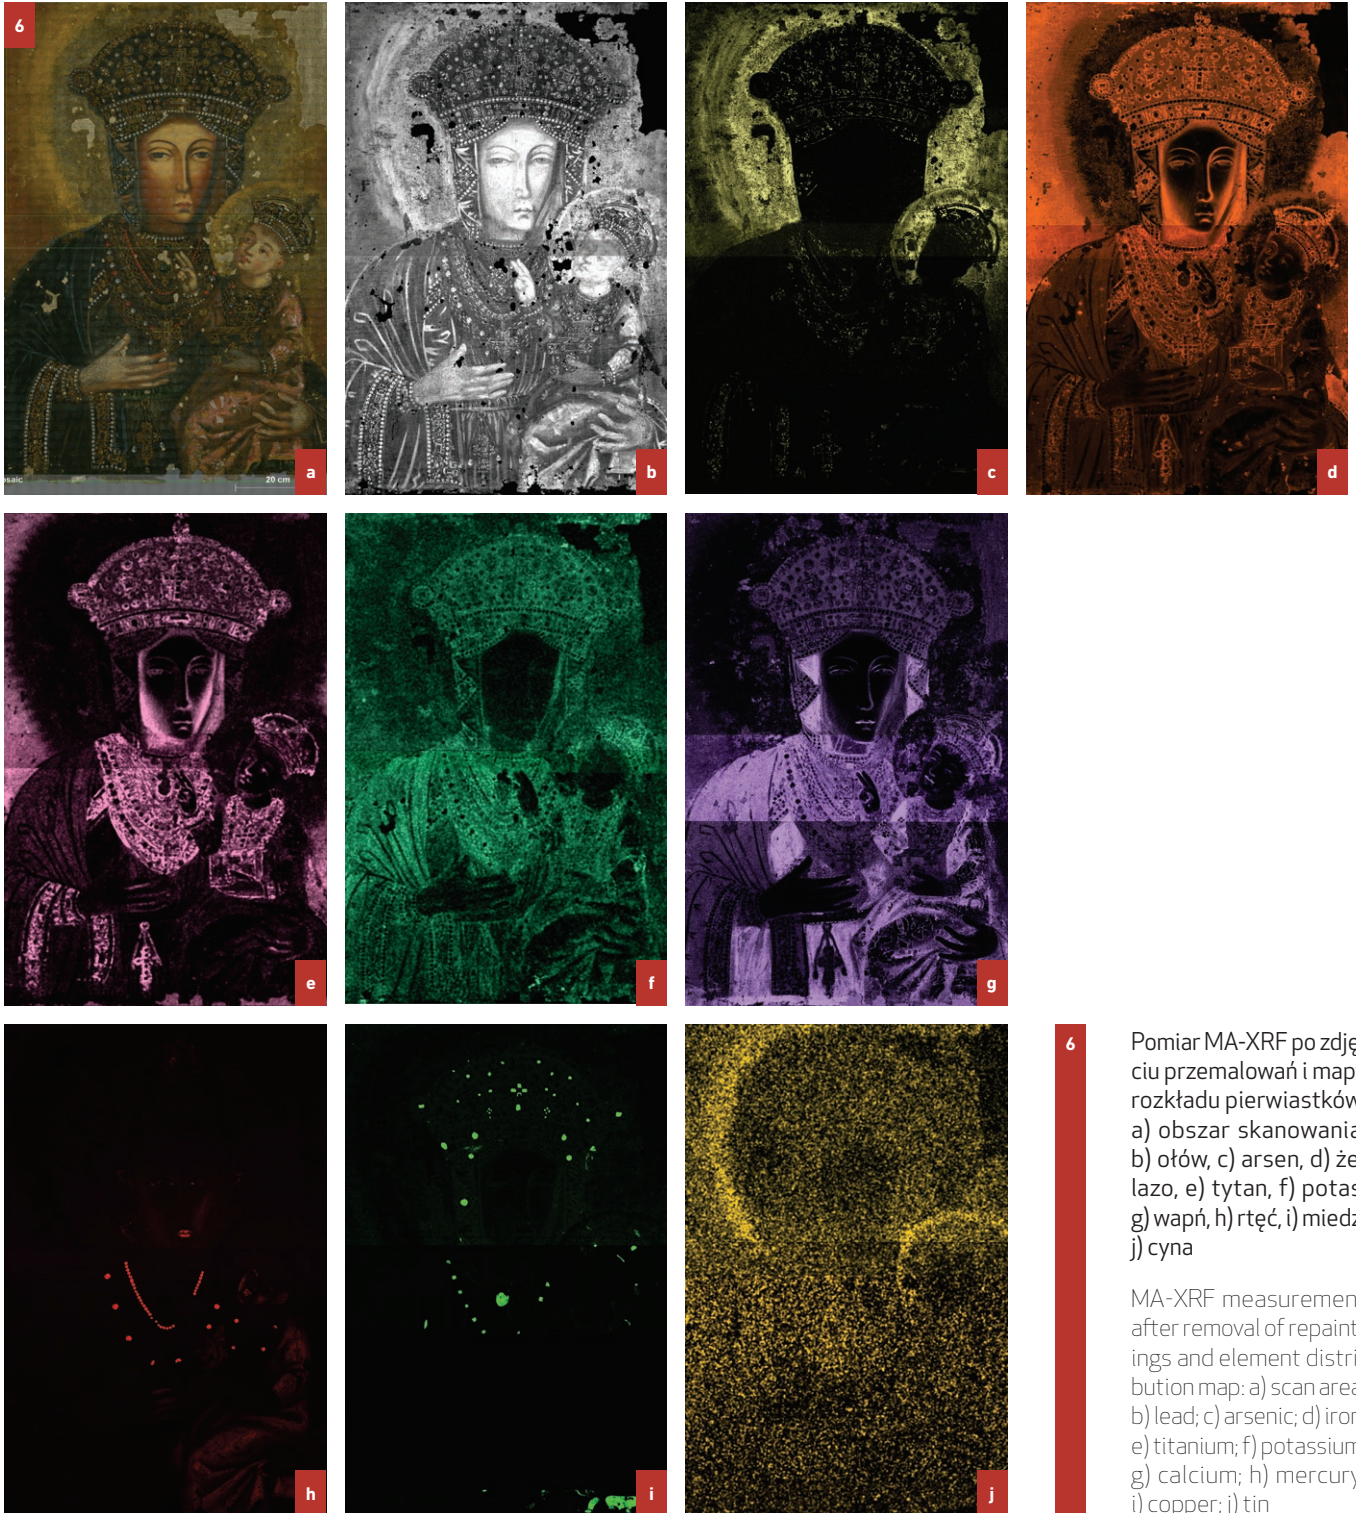 6
a
osaic
20 cm
b
c
d
e
f
g
h
i
j
6
Pomiar MA-XRF po zdję
ciu przemalowań i map
rozkładu pierwiastków
a) obszar skanowania
b) ołów, c) arsen, d) że
lazo, e) tytan, f) potas
g) wapń, h) rtęć, i) miedź
j) cyna
MA-XRF measuremen
after removal of repaint
ings and element distri
bution map: a) scan area
b) lead; c) arsenic; d) iron
e) titanium; f) potassium
g) calcium; h) mercury
i) copper; j) tin